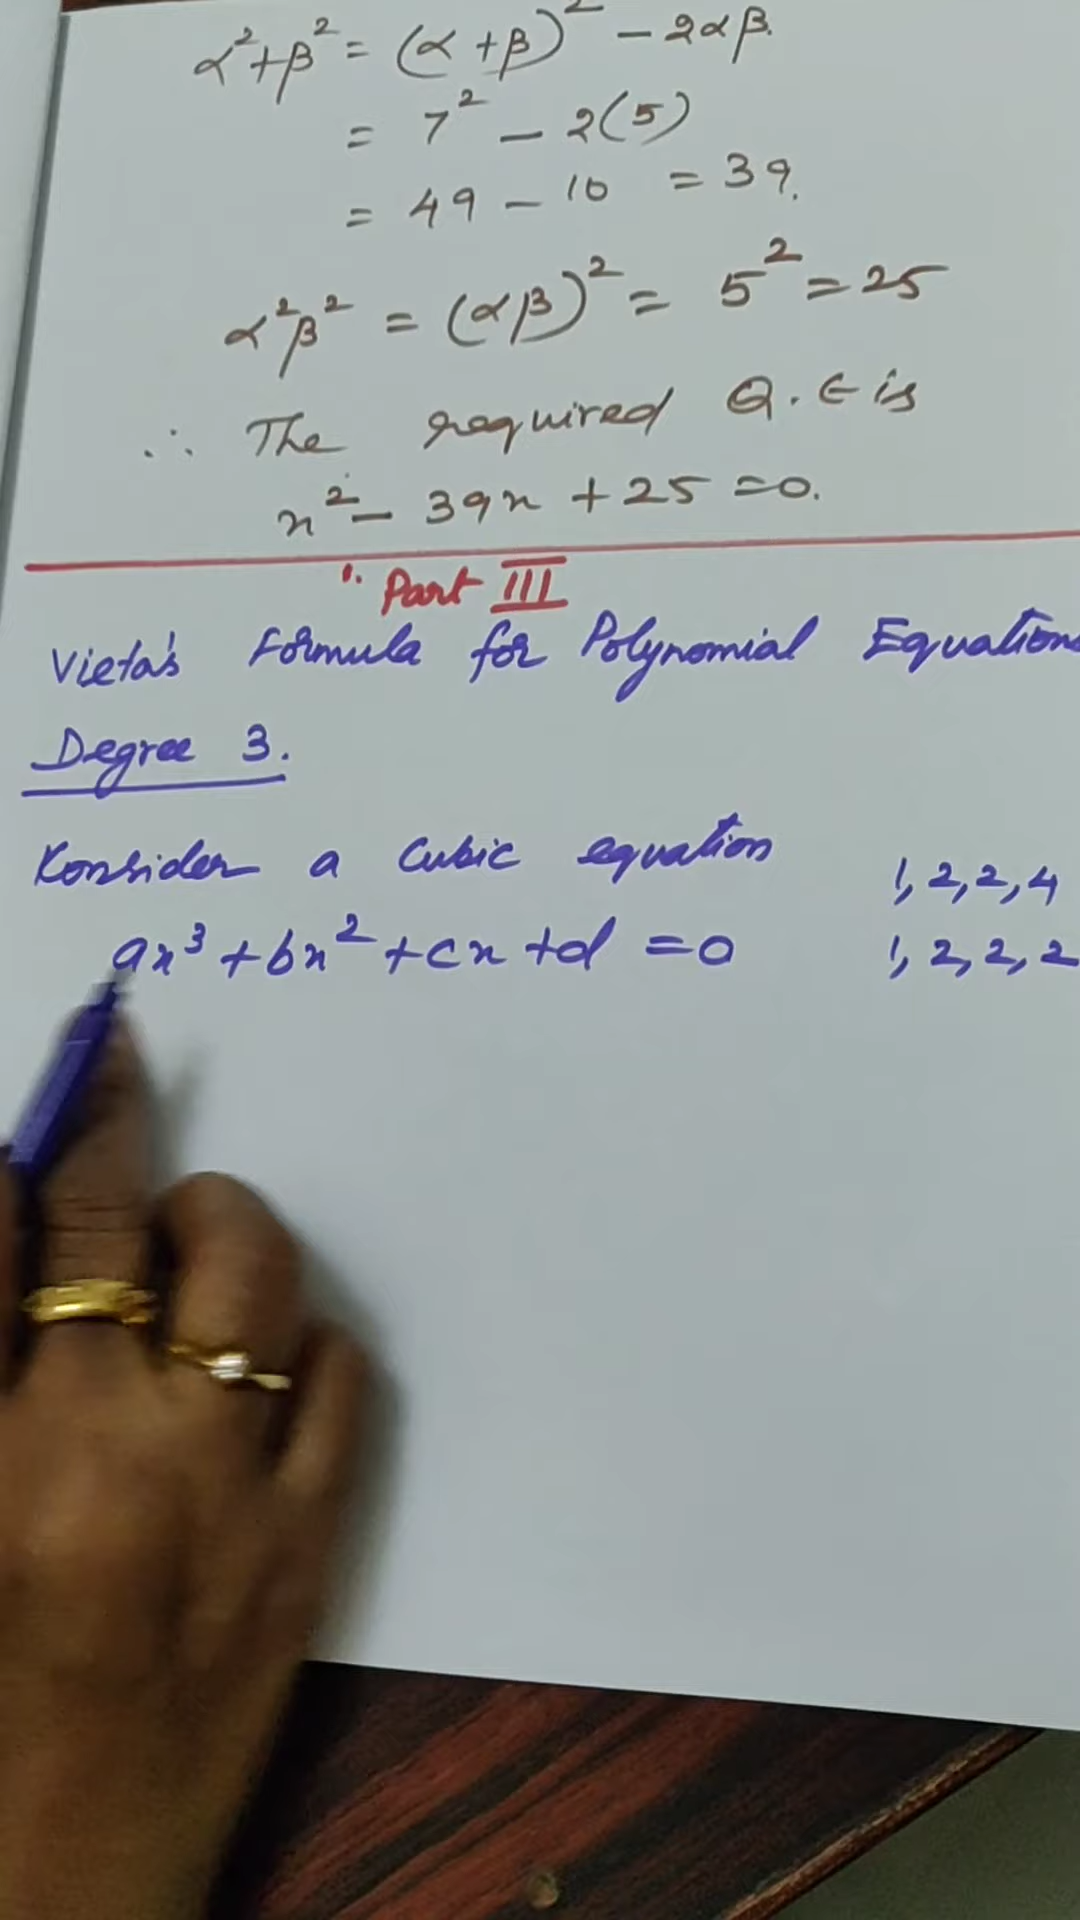 α²+β² = (α+β)² - 2αβ.
= 7² - 2(5)
= 49 - 10 = 39.
α²β² = (αβ)² = 5² = 25
∴ The required Q.E is
x² - 39x + 25 = 0.
1. Part III
Vieta's Formula for Polynomial Equations
Degree 3.
Consider a cubic equation
1, 2, 2, 4
ax³ + bx² + cx + d = 0
1, 2, 2, 2